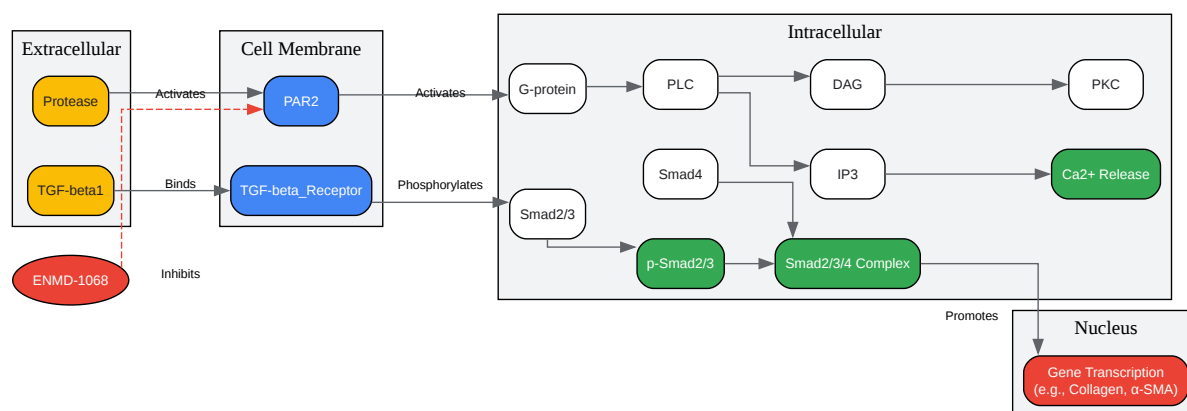 Extracellular
Cell Membrane
Intracellular
Protease
Activates
PAR2
Activates
G-protein
PLC
DAG
PKC
TGF-beta1
Binds
TGF-beta_Receptor
Phosphorylates
Smad2/3
Smad4
IP3
Ca2+ Release
ENMD-1068
Inhibits
p-Smad2/3
Smad2/3/4 Complex
Promotes
Nucleus
Gene Transcription
(e.g., Collagen, α-SMA)